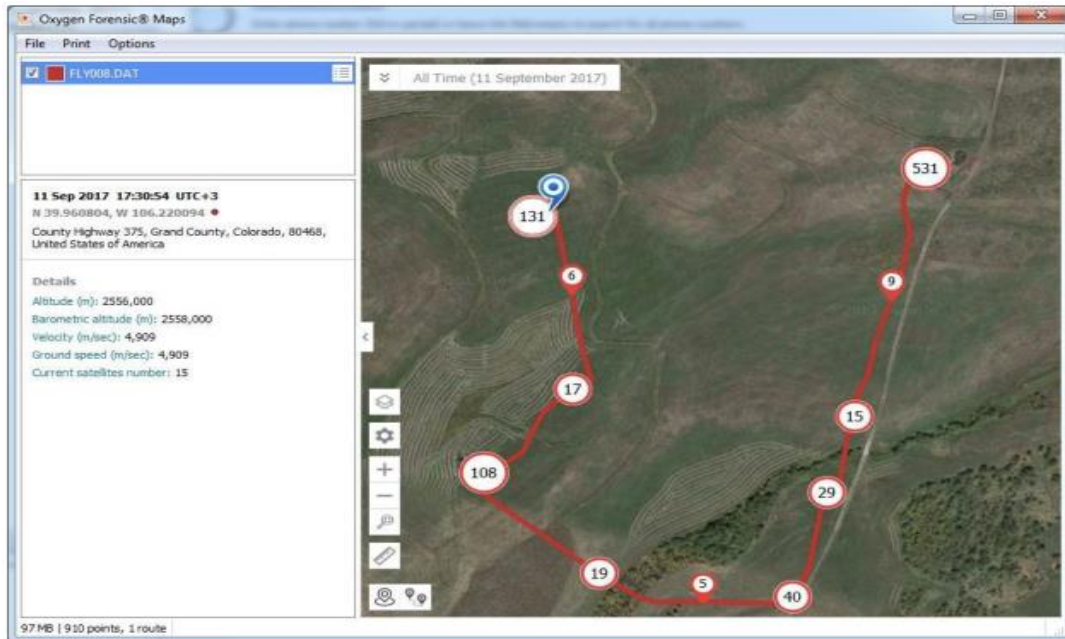 Oxygen Forensic® Maps
File Print Options
FLY008.DAT
All Time (11 September 2017)
11 Sep 2017 17:30:54 UTC+3
N 39.960804, W 106.220094
County Highway 375, Grand County, Colorado, 80468,
United States of America
Details
Altitude (m): 2556,000
Barometric altitude (m): 2558,000
Velocity (m/sec): 4,909
Ground speed (m/sec): 4,909
Current satellites number: 15
531
131
6
9
17
15
108
29
19
5
40
97 MB | 910 points, 1 route